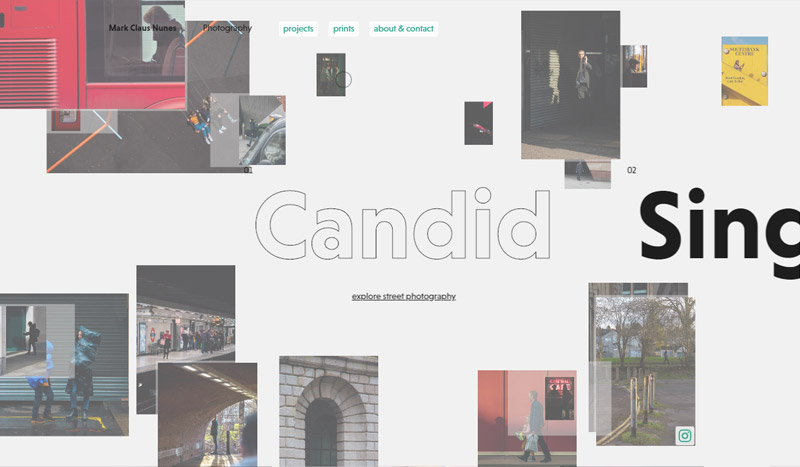 Mark Claus Nunes Photography projects prints about & contact
SOUTHBANK
CENTRE
01
02
Candid
Sing
explore street photography
CAFE